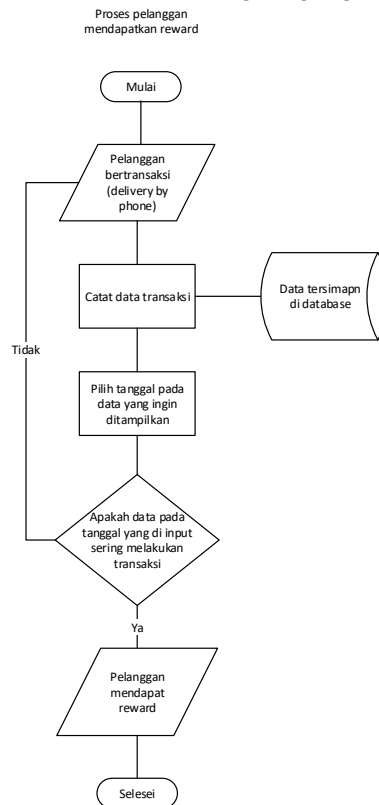 Proses pelanggan
mendapatkan reward
Mulai
Pelanggan
bertransaksi
(delivery by
phone)
Catat data transaksi
Data tersimapn
di database
Tidak
Pilih tanggal pada
data yang ingin
ditampilkan
Apakah data pada
tanggal yang di input
sering melakukan
transaksi
Ya
Pelanggan
mendapat
reward
Selesei